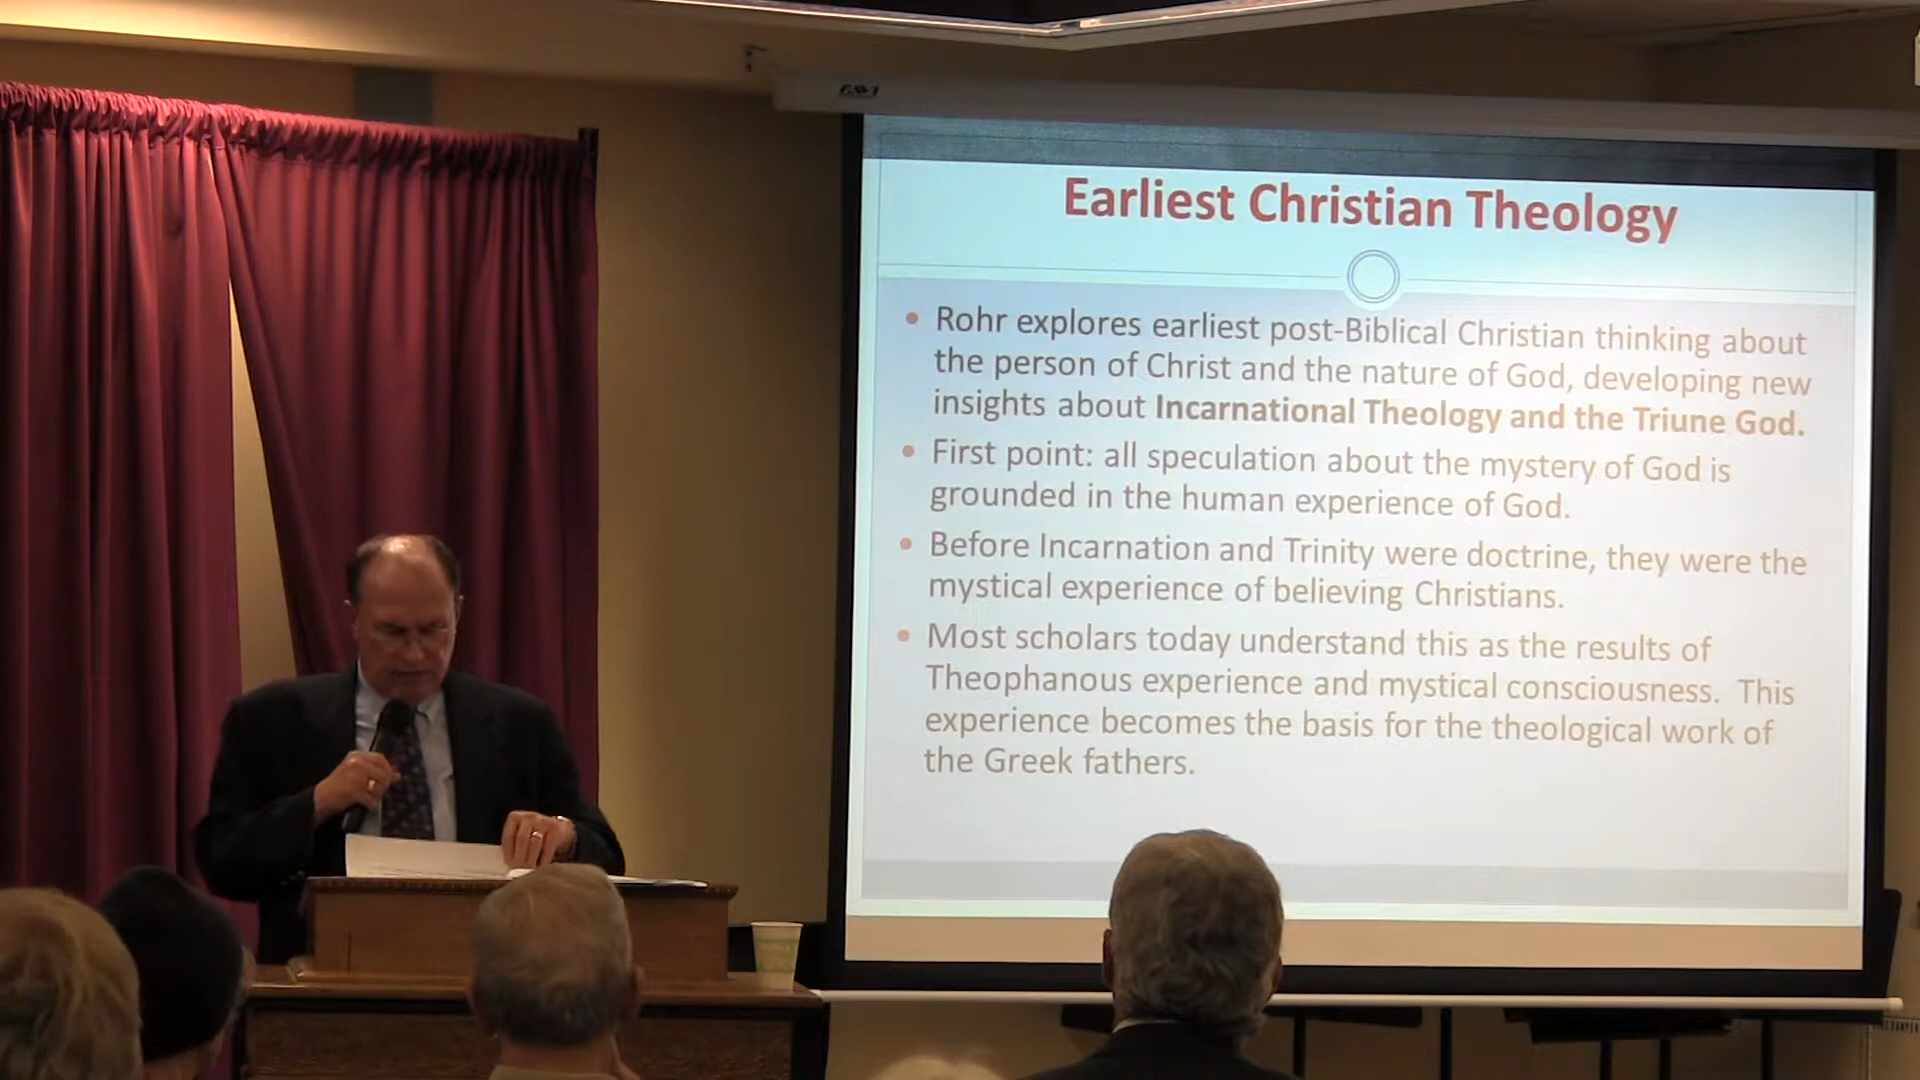 Earliest Christian Theology
• Rohr explores earliest post-Biblical Christian thinking about
the person of Christ and the nature of God, developing new
insights about Incarnational Theology and the Triune God.
• First point: all speculation about the mystery of God is
grounded in the human experience of God.
• Before Incarnation and Trinity were doctrine, they were the
mystical experience of believing Christians.
• Most scholars today understand this as the results of
Theophanous experience and mystical consciousness.  This
experience becomes the basis for the theological work of
the Greek fathers.